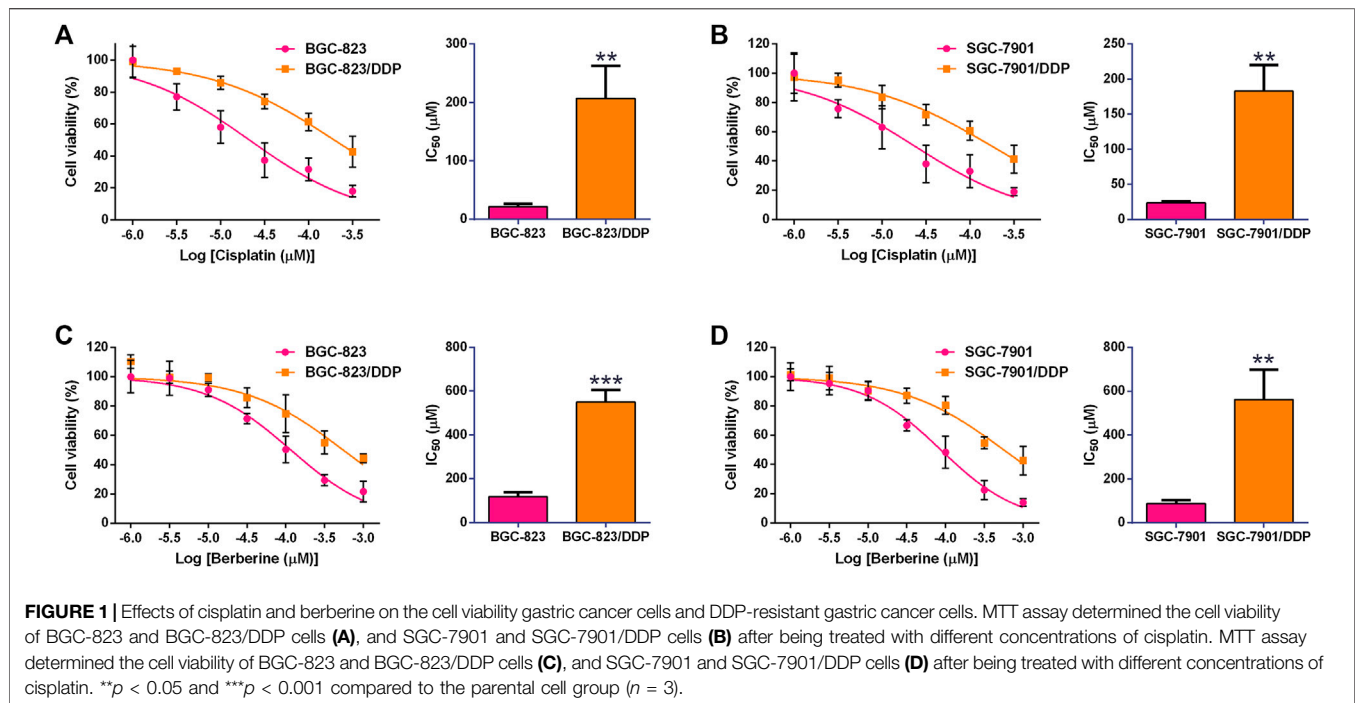 A
Cell viability (%)
100
80
60
40
20
0
BGC-823
BGC-823/DDP
-6.0 -5.5 -5.0 -4.5 -4.0 -3.5
Log [Cisplatin (μM)]
IC50 (μM)
300
200
100
0
**
BGC-823 BGC-823/DDP
B
Cell viability (%)
120
100
80
60
40
20
0
SGC-7901
SGC-7901/DDP
-6.0 -5.5 -5.0 -4.5 -4.0 -3.5
Log [Cisplatin (μM)]
IC50 (μM)
250
200
150
100
50
0
**
SGC-7901 SGC-7901/DDP
C
Cell viability (%)
120
100
80
60
40
20
0
BGC-823
BGC-823/DDP
-6.0 -5.5 -5.0 -4.5 -4.0 -3.5 -3.0
Log [Berberine (μM)]
IC50 (μM)
800
600
400
200
0
***
BGC-823 BGC-823/DDP
D
Cell viability (%)
120
100
80
60
40
20
0
SGC-7901
SGC-7901/DDP
-6.0 -5.5 -5.0 -4.5 -4.0 -3.5 -3.0
Log [Berberine (μM)]
IC50 (μM)
800
600
400
200
0
**
SGC-7901 SGC-7901/DDP
FIGURE 1 | Effects of cisplatin and berberine on the cell viability gastric cancer cells and DDP-resistant gastric cancer cells. MTT assay determined the cell viability
of BGC-823 and BGC-823/DDP cells (A), and SGC-7901 and SGC-7901/DDP cells (B) after being treated with different concentrations of cisplatin. MTT assay
determined the cell viability of BGC-823 and BGC-823/DDP cells (C), and SGC-7901 and SGC-7901/DDP cells (D) after being treated with different concentrations of
cisplatin. **p < 0.05 and ***p < 0.001 compared to the parental cell group (n = 3).